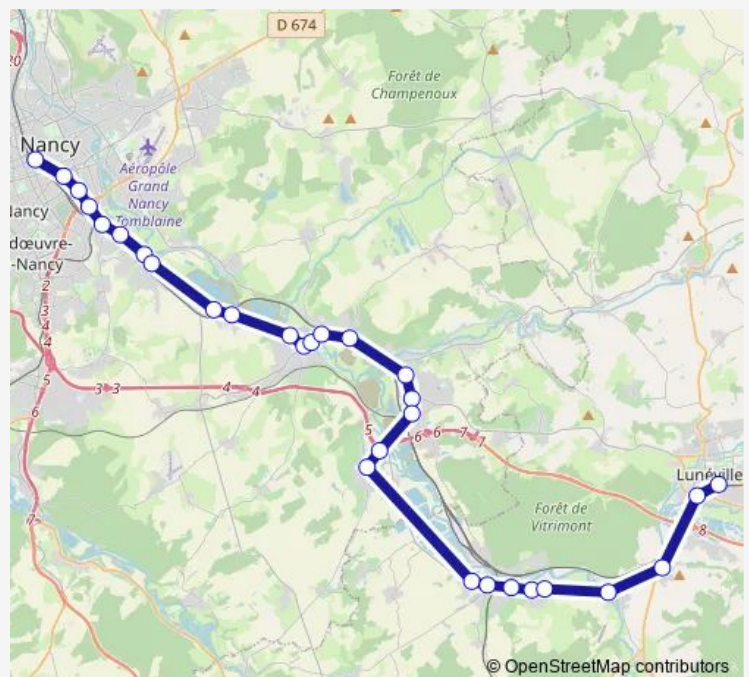 D 674
20
Forêt de
Champenoux
Nancy
Aéropôle
Grand
Nancy
Tomblaine
Nancy
dœuvre-
-Nancy
2
3
4
4
3 3
4 4
5
5
6
6 6
7 7
Lunéville
Forêt de
Vitrimont
7
8
© OpenStreetMap contributors